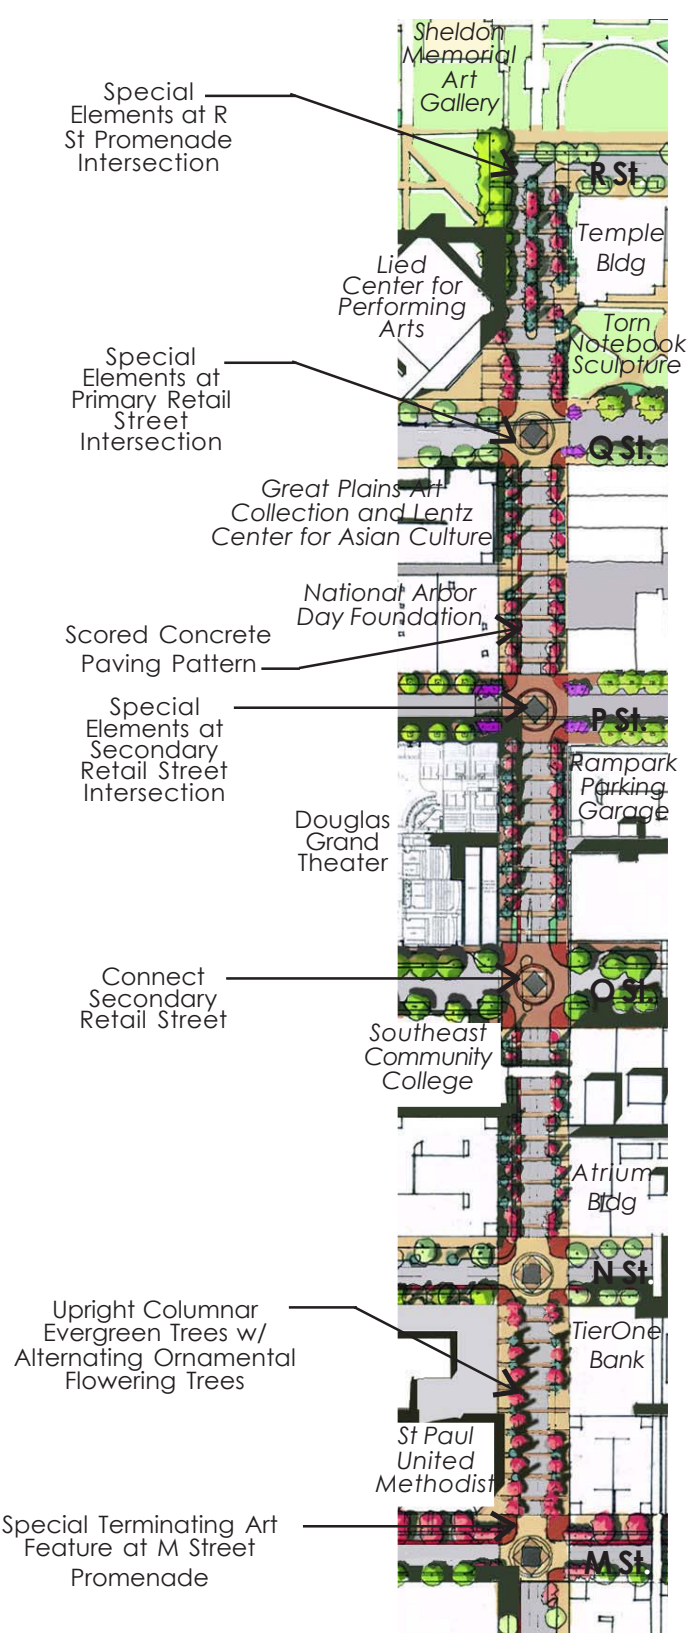 Sheldon
Memorial
Art
Gallery
Special
Elements at R
St Promenade
Intersection
R St
Temple
Bldg
Lied
Center for
Performing
Arts
Torn
Notebook
Sculpture
Special
Elements at
Primary Retail
Street
Intersection
Q St.
Great Plains Art
Collection and Lentz
Center for Asian Culture
National Arbor
Day Foundation
Scored Concrete
Paving Pattern
Special
Elements at
Secondary
Retail Street
Intersection
P St.
Rampark
Parking
Garage
Douglas
Grand
Theater
Connect
Secondary
Retail Street
O St.
Southeast
Community
College
Atrium
Bldg
N St.
Upright Columnar
Evergreen Trees w/
Alternating Ornamental
Flowering Trees
TierOne
Bank
St Paul
United
Methodist
Special Terminating Art
Feature at M Street
Promenade
M St.